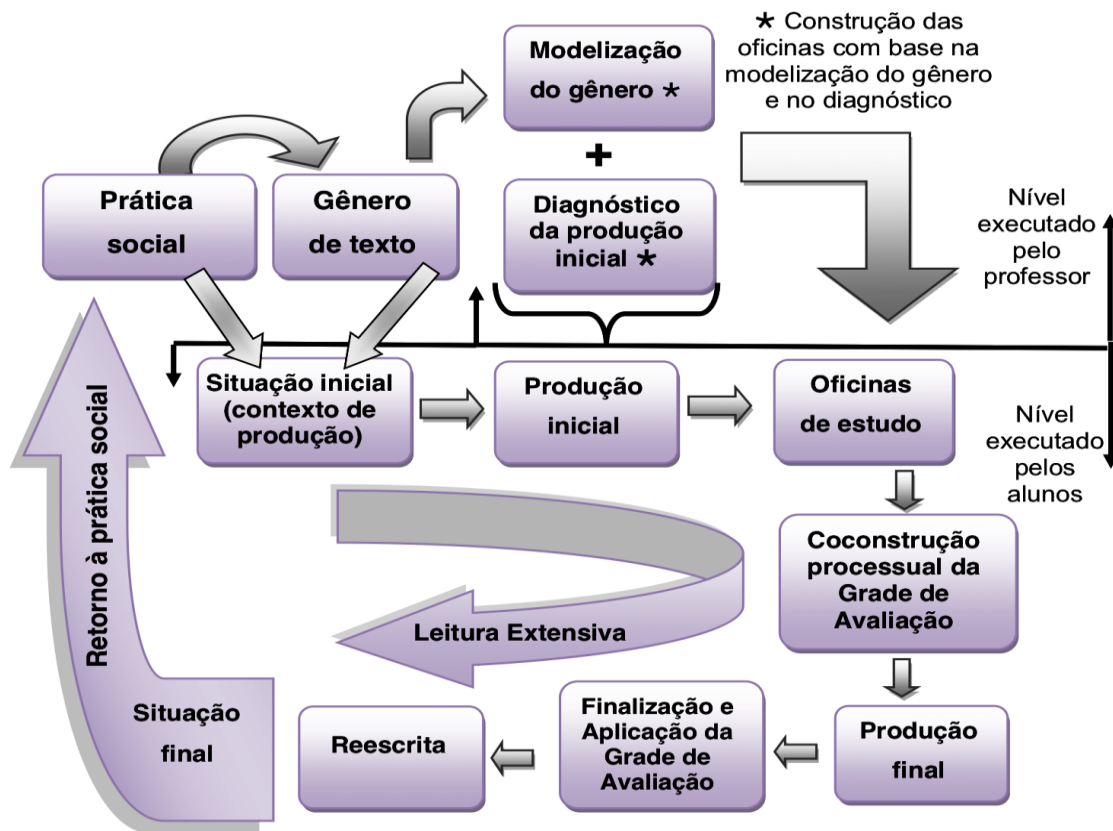 Modelização
do gênero *
* Construção das
oficinas com base na
modelização do gênero
e no diagnóstico
+
Prática
social
Gênero
de texto
Diagnóstico
da produção
inicial *
Nível
executado
pelo
professor
Situação inicial
(contexto de
produção)
Produção
inicial
Oficinas
de estudo
Nível
executado
pelos
alunos
Retorno à prática social
Coconstrução
processual da
Grade de
Avaliação
Leitura Extensiva
Situação
final
Reescrita
Finalização e
Aplicação da
Grade de
Avaliação
Produção
final